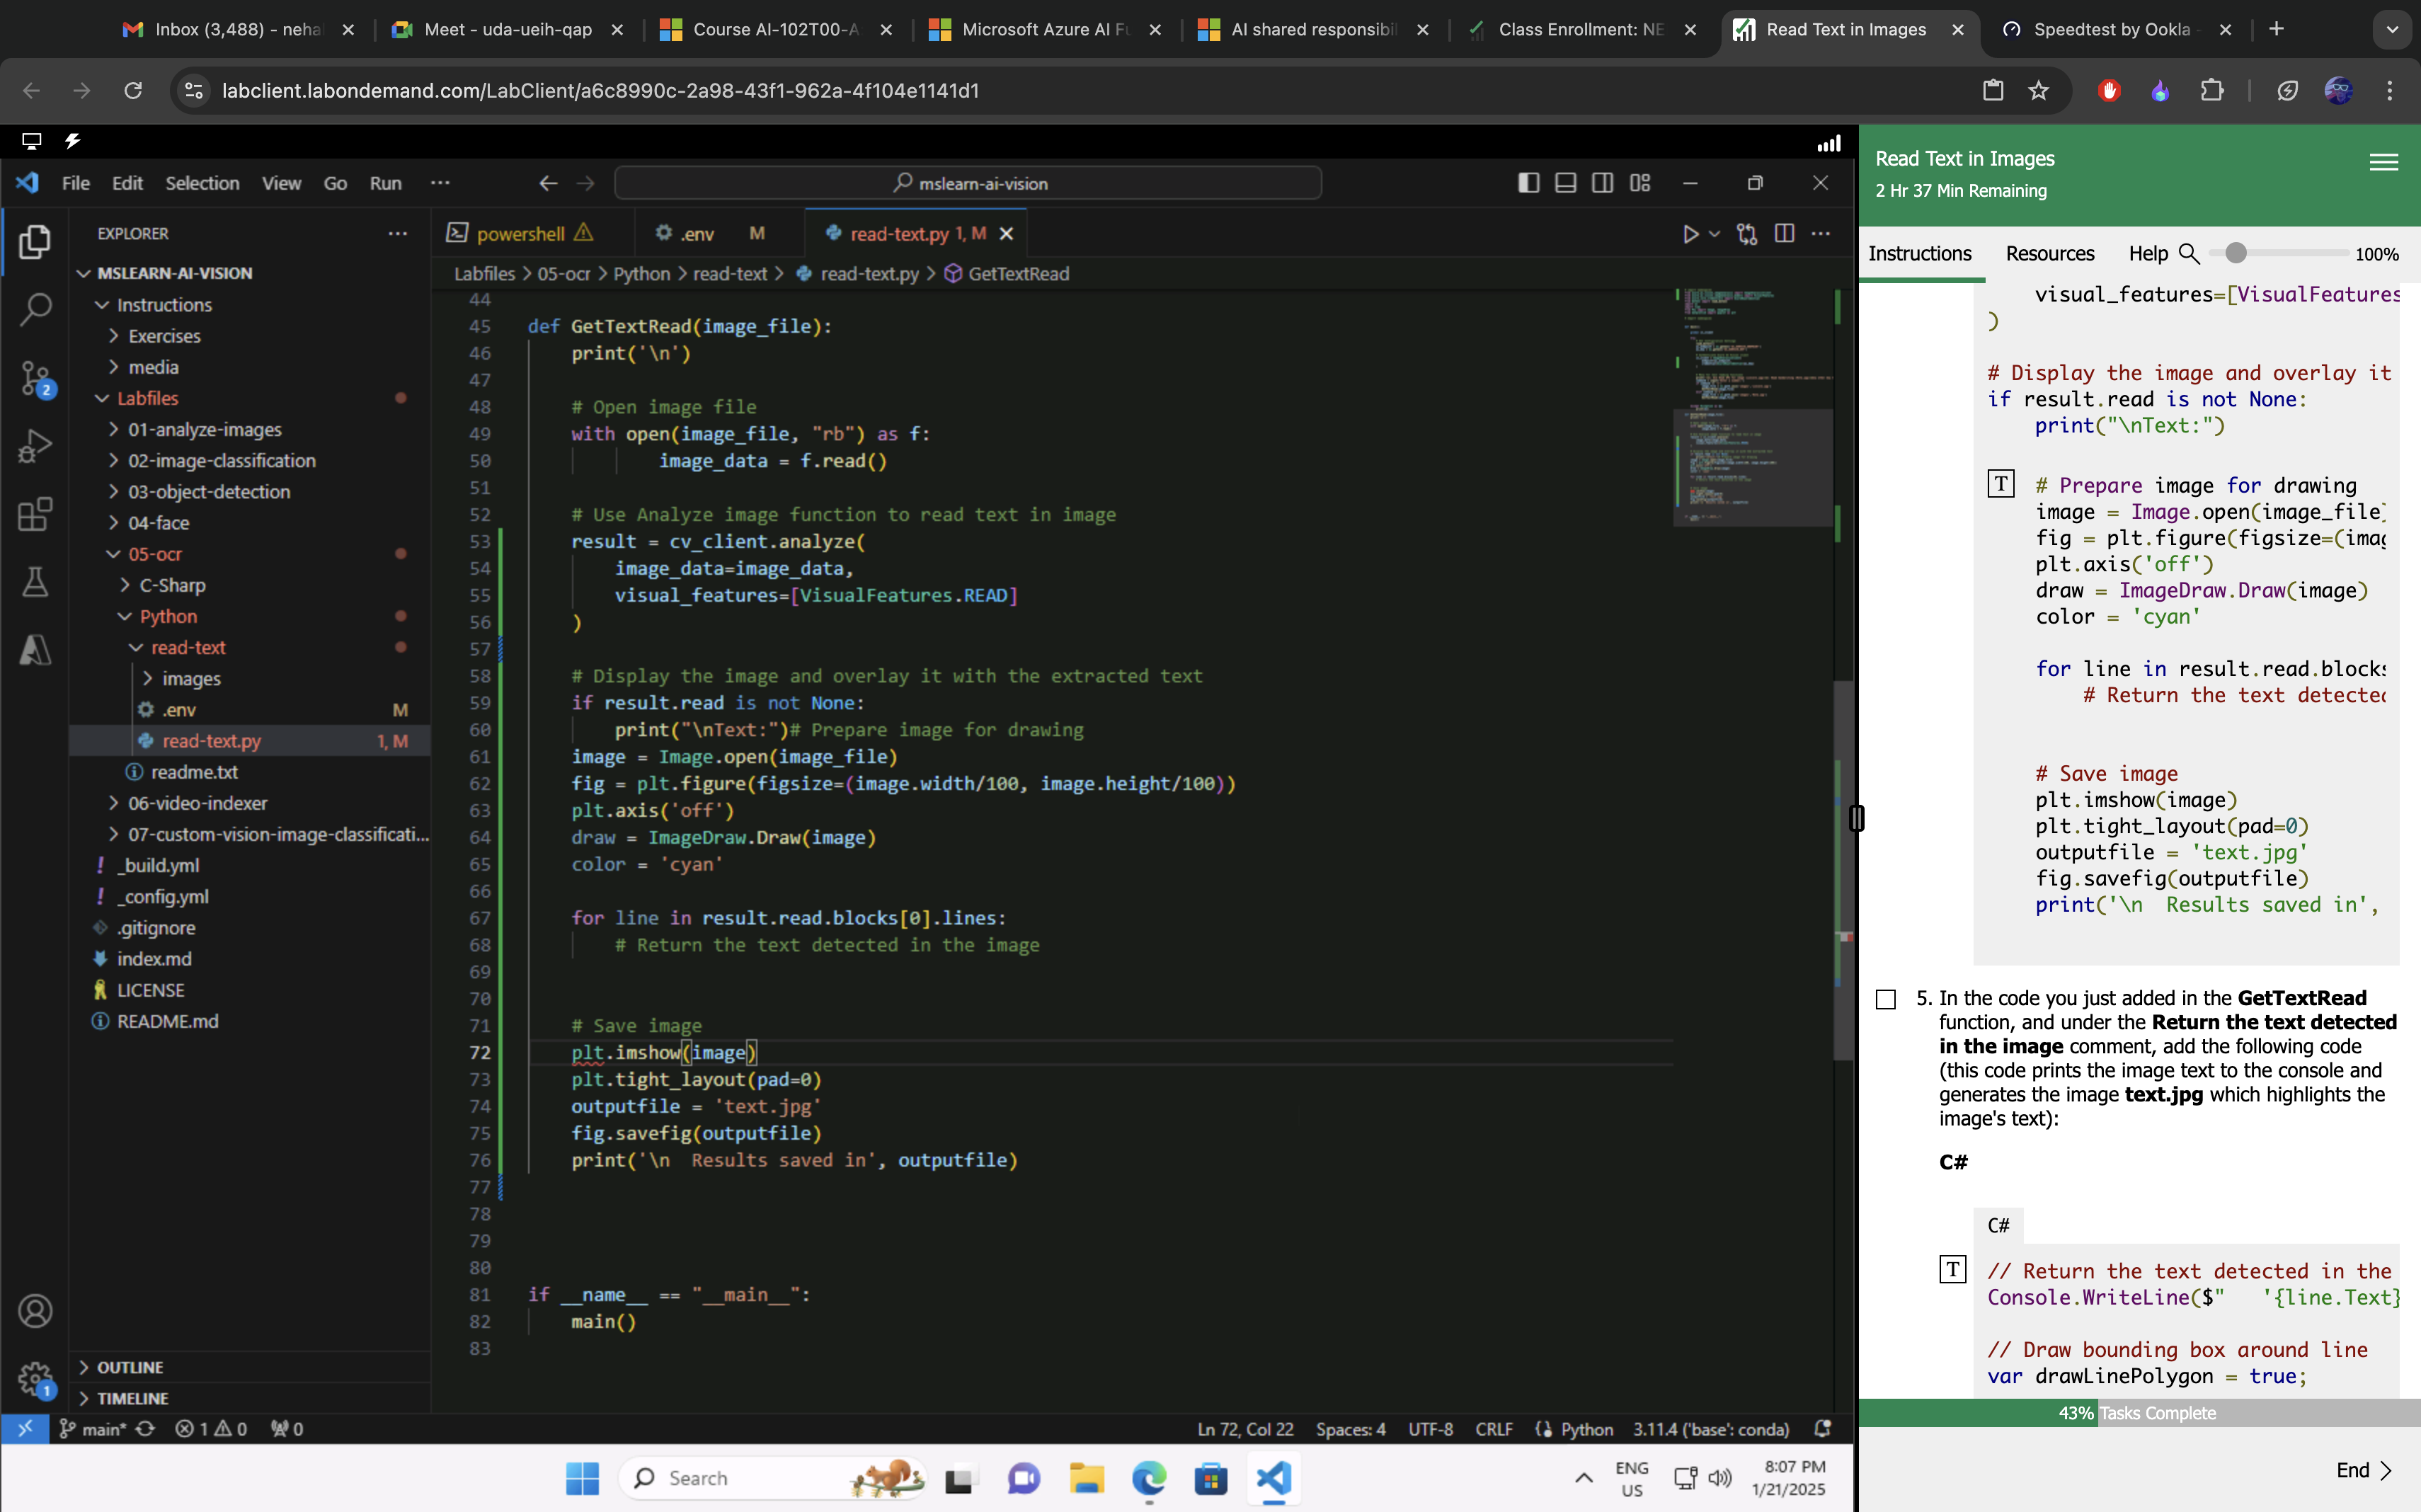 Inbox (3,488) - neha
Meet - uda-ueih-qap
Course AI-102T00-A
Microsoft Azure AI Fu
AI shared responsibil
Class Enrollment: NE
Read Text in Images
Speedtest by Ookla
labclient.labondemand.com/LabClient/a6c8990c-2a98-43f1-962a-4f104e1141d1
File Edit Selection View Go Run ···
mslearn-ai-vision
EXPLORER
MSLEARN-AI-VISION
Instructions
Exercises
media
Labfiles
01-analyze-images
02-image-classification
03-object-detection
04-face
05-ocr
C-Sharp
Python
read-text
images
.env M
read-text.py 1, M
readme.txt
06-video-indexer
07-custom-vision-image-classificati...
_build.yml
_config.yml
.gitignore
index.md
LICENSE
README.md
OUTLINE
TIMELINE
2
1
powershell
.env M
read-text.py 1, M
Labfiles > 05-ocr > Python > read-text > read-text.py > GetTextRead
44
45 def GetTextRead(image_file):
46 print('\n')
47
48 # Open image file
49 with open(image_file, "rb") as f:
50 image_data = f.read()
51
52 # Use Analyze image function to read text in image
53 result = cv_client.analyze(
54 image_data=image_data,
55 visual_features=[VisualFeatures.READ]
56 )
57
58 # Display the image and overlay it with the extracted text
59 if result.read is not None:
60 print("\nText:")# Prepare image for drawing
61 image = Image.open(image_file)
62 fig = plt.figure(figsize=(image.width/100, image.height/100))
63 plt.axis('off')
64 draw = ImageDraw.Draw(image)
65 color = 'cyan'
66
67 for line in result.read.blocks[0].lines:
68 # Return the text detected in the image
69
70
71 # Save image
72 plt.imshow(image)
73 plt.tight_layout(pad=0)
74 outputfile = 'text.jpg'
75 fig.savefig(outputfile)
76 print('\n  Results saved in', outputfile)
77
78
79
80
81 if __name__ == "__main__":
82 main()
83
main* 1 0 0
Ln 72, Col 22 Spaces: 4 UTF-8 CRLF Python 3.11.4 ('base': conda)
Search
ENG
US
8:07 PM
1/21/2025
Read Text in Images
2 Hr 37 Min Remaining
Instructions Resources Help 100%
visual_features=[VisualFeatures
)
# Display the image and overlay it
if result.read is not None:
print("\nText:")
T
# Prepare image for drawing
image = Image.open(image_file)
fig = plt.figure(figsize=(imag
plt.axis('off')
draw = ImageDraw.Draw(image)
color = 'cyan'
for line in result.read.blocks
# Return the text detected
# Save image
plt.imshow(image)
plt.tight_layout(pad=0)
outputfile = 'text.jpg'
fig.savefig(outputfile)
print('\n  Results saved in',
5. In the code you just added in the GetTextRead
function, and under the Return the text detected
in the image comment, add the following code
(this code prints the image text to the console and
generates the image text.jpg which highlights the
image's text):
C#
C#
T
// Return the text detected in the
Console.WriteLine($"   '{line.Text}
// Draw bounding box around line
var drawLinePolygon = true;
43% Tasks Complete
End